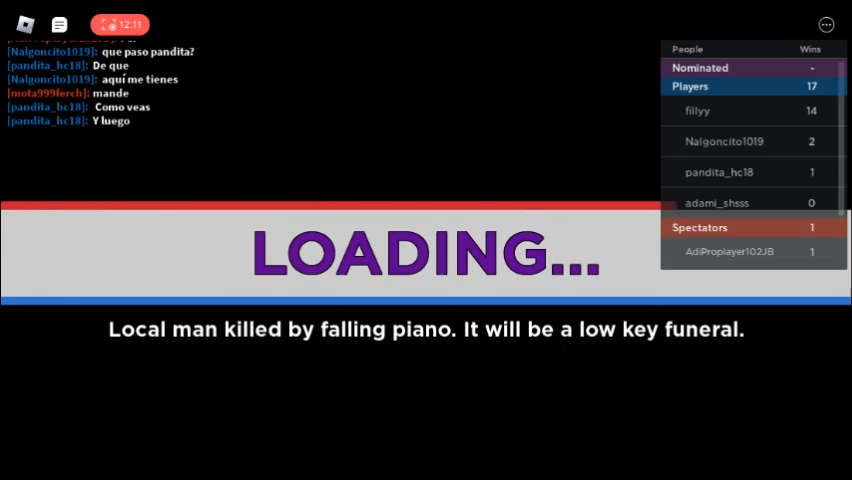 12:11
[Nalgoncito1019]: que paso pandita?
[pandita_hc18]: De que
[Nalgoncito1019]: aquí me tienes
[mota999ferch]: mande
[pandita_hc18]: Como veas
[pandita_hc18]: Y luego
People Wins
Nominated -
Players 17
fillyy 14
Nalgoncito1019 2
pandita_hc18 1
adami_shsss 0
Spectators 1
AdiProplayer102JB 1
LOADING...
Local man killed by falling piano. It will be a low key funeral.